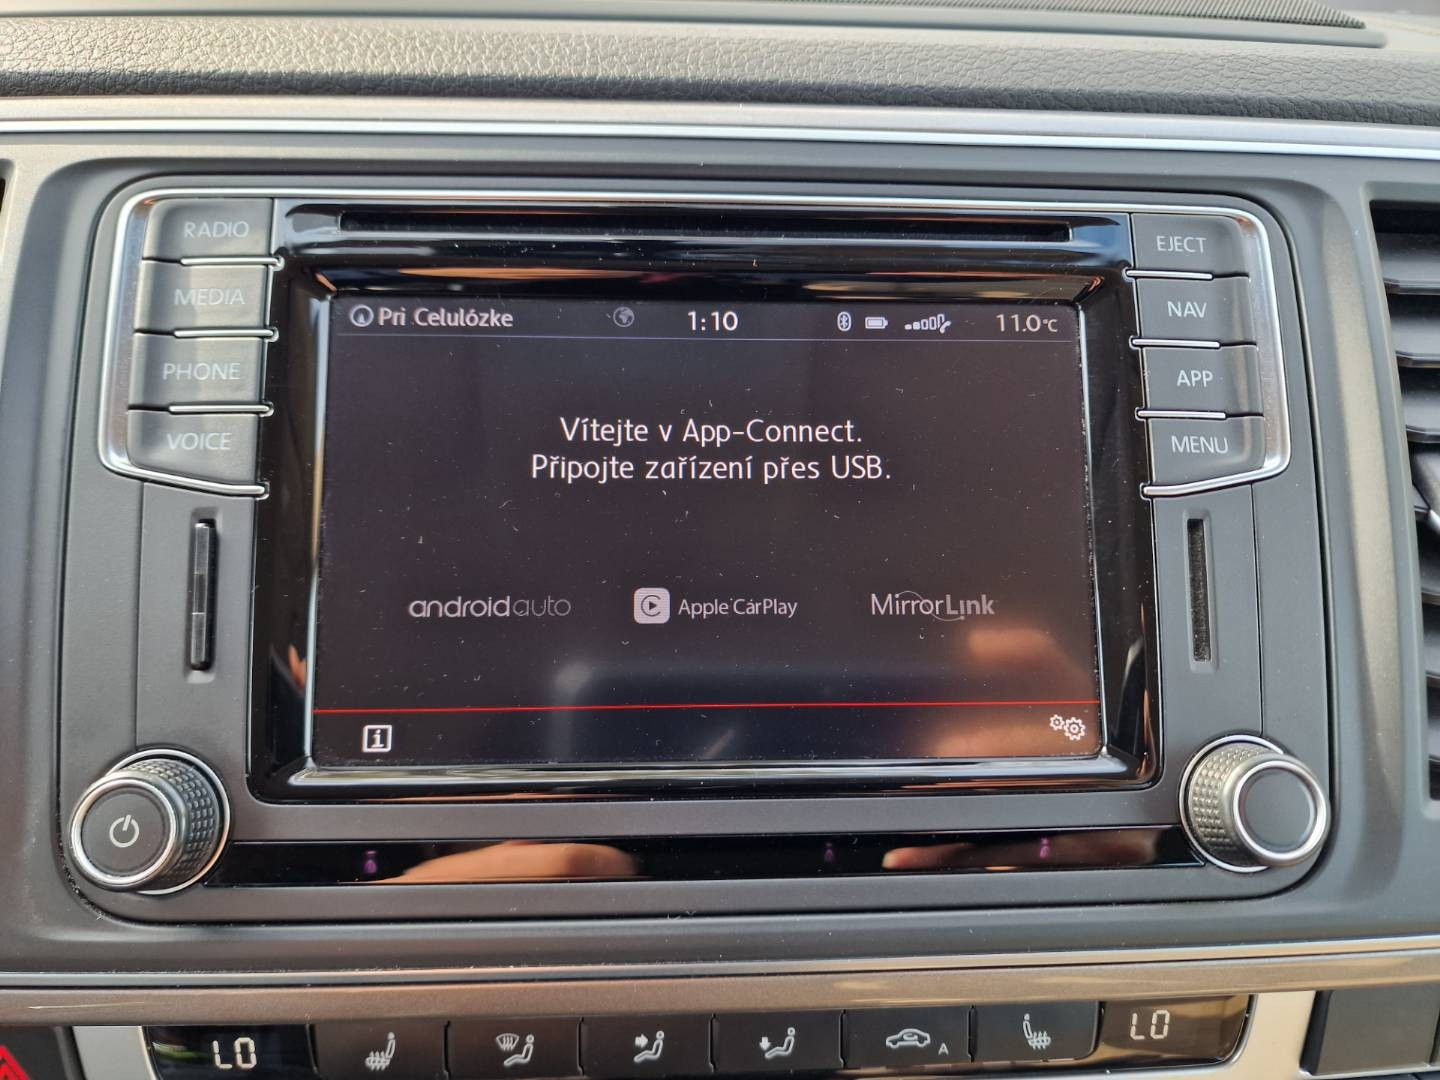 RADIO
MEDIA
PHONE
VOICE
EJECT
NAV
APP
MENU
Pri Celulózke 1:10 11.0°C
Vítejte v App-Connect.
Připojte zařízení přes USB.
androidauto Apple CarPlay MirrorLink
i
LO A LO